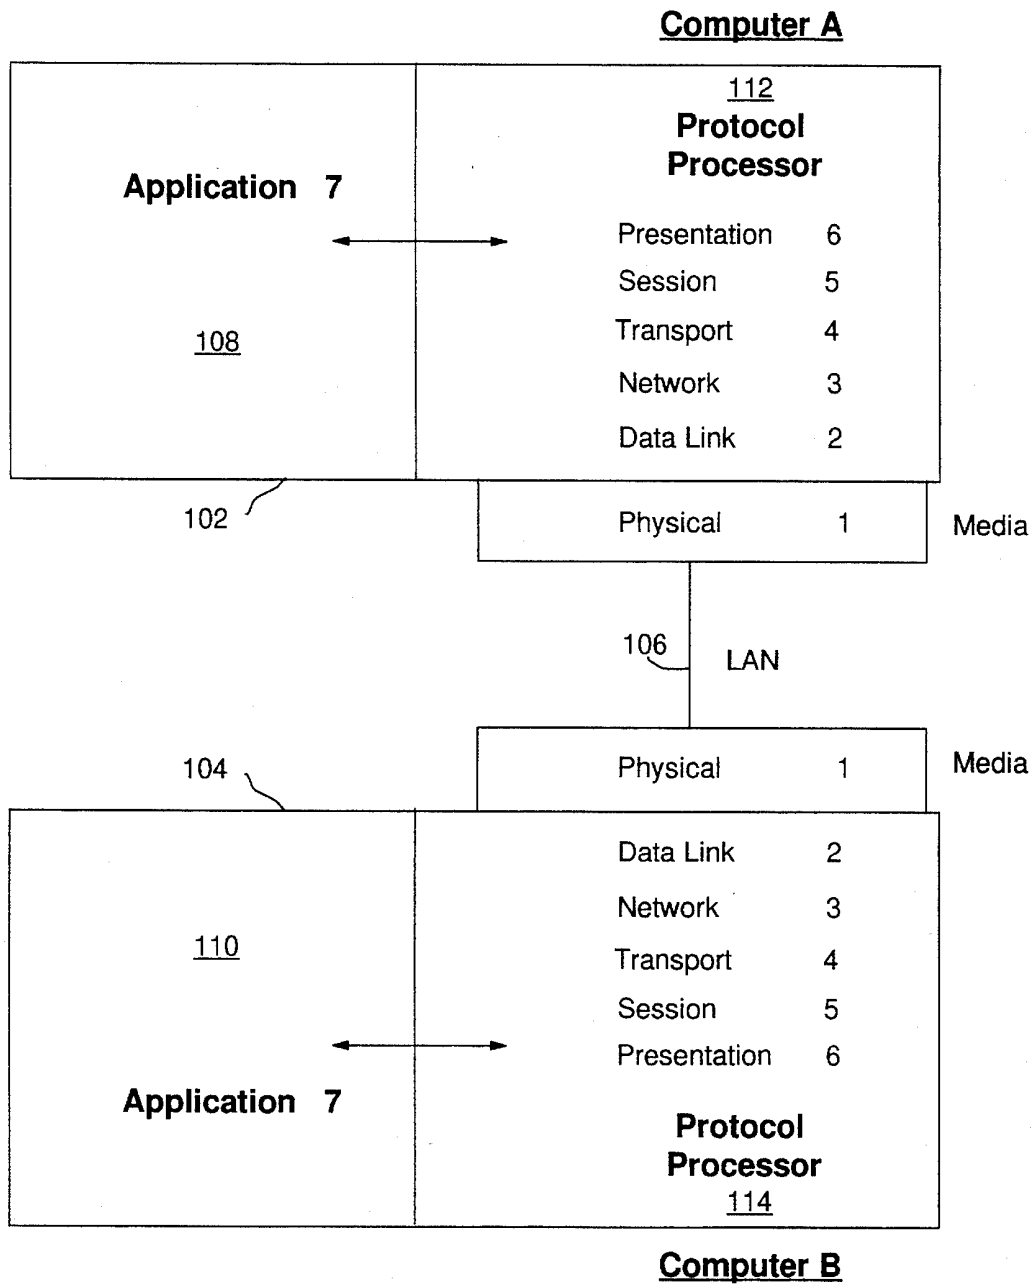 Computer A
112
Protocol
Processor
Application 7
Presentation 6
Session 5
108
Transport 4
Network 3
Data Link 2
102
Physical 1
Media
106
LAN
104
Physical 1
Media
Data Link 2
Network 3
110
Transport 4
Session 5
Presentation 6
Application 7
Protocol
Processor
114
Computer B